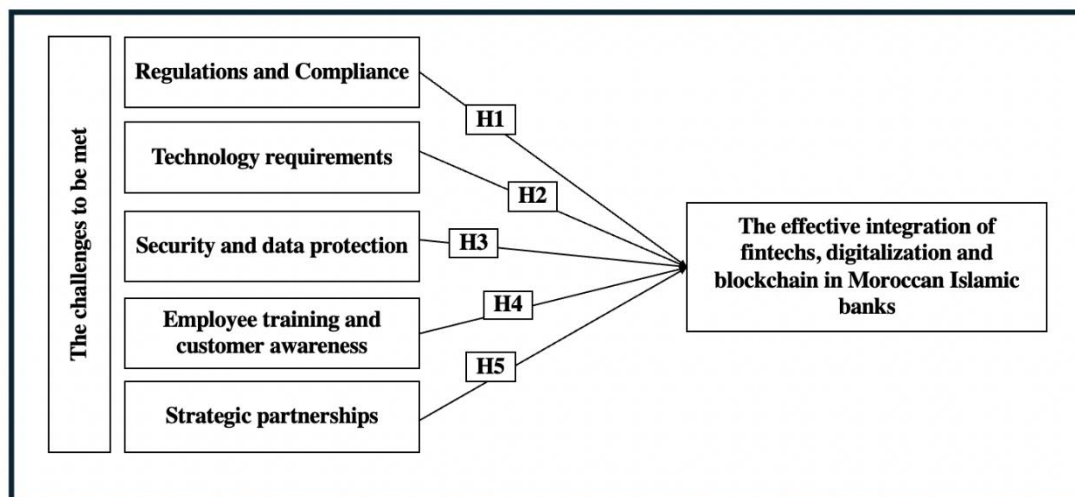 The challenges to be met
Regulations and Compliance
H1
Technology requirements
H2
Security and data protection
H3
Employee training and
customer awareness
H4
Strategic partnerships
H5
The effective integration of
fintechs, digitalization and
blockchain in Moroccan Islamic
banks